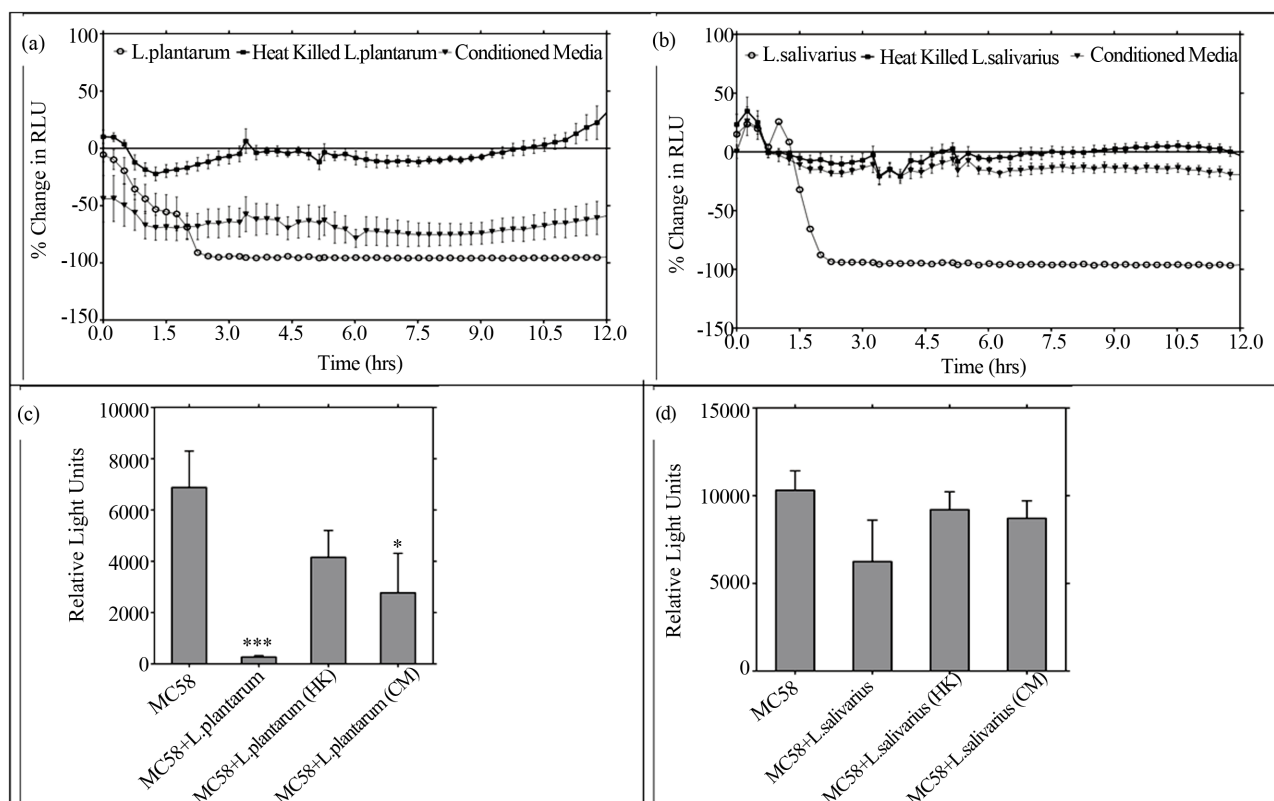 (a)
L.plantarum Heat Killed L.plantarum Conditioned Media
100
50
0
-50
-100
-150
% Change in RLU
0.0 1.5 3.0 4.5 6.0 7.5 9.0 10.5 12.0
Time (hrs)
(b)
L.salivarius Heat Killed L.salivarius Conditioned Media
100
50
0
-50
-100
-150
% Change in RLU
0.0 1.5 3.0 4.5 6.0 7.5 9.0 10.5 12.0
Time (hrs)
(c)
10000
8000
6000
4000
2000
0
Relative Light Units
***
*
MC58
MC58+L.plantarum
MC58+L.plantarum (HK)
MC58+L.plantarum (CM)
(d)
15000
10000
5000
0
Relative Light Units
MC58
MC58+L.salivarius
MC58+L.salivarius (HK)
MC58+L.salivarius (CM)